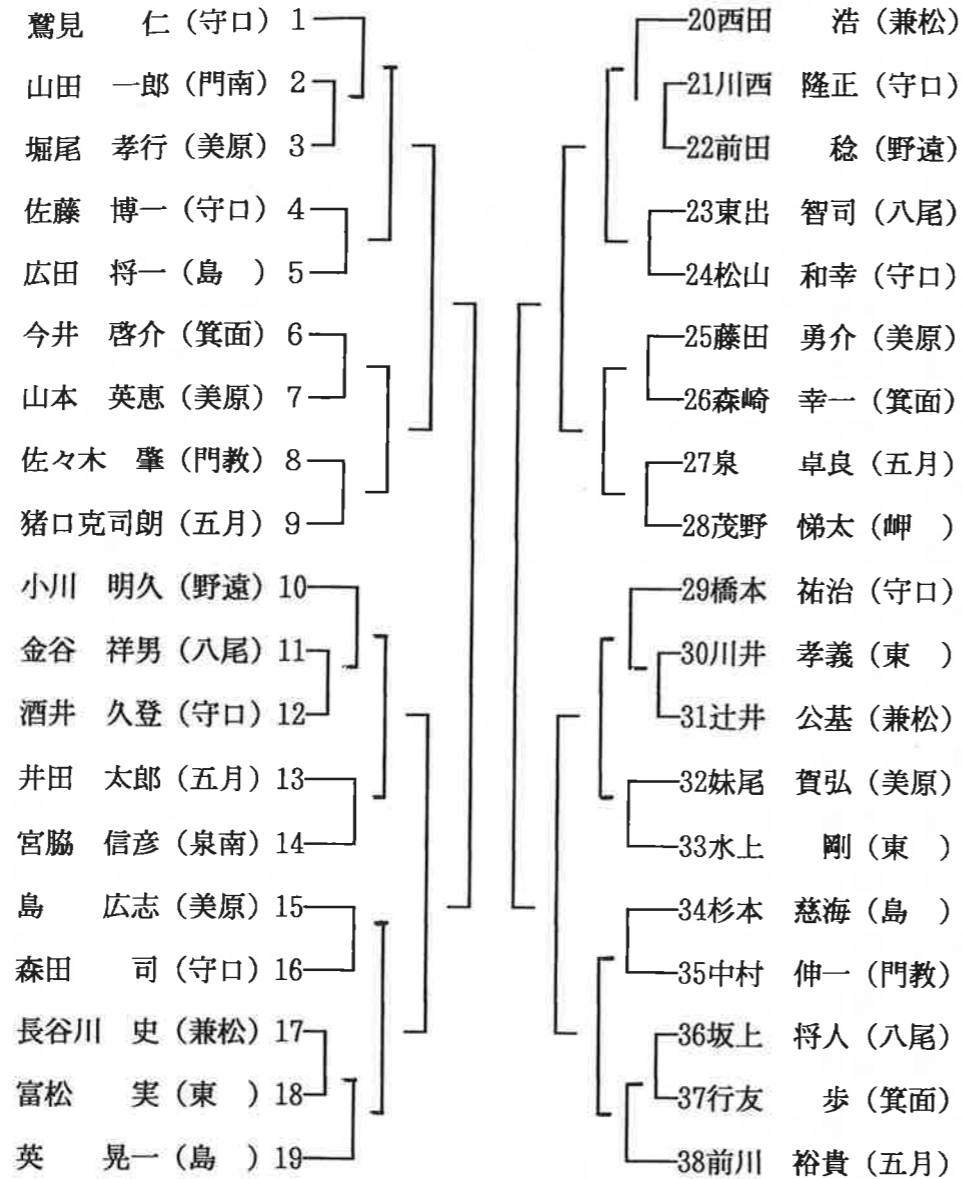 鷲見 仁 (守口) 1
山田 一郎 (門南) 2
堀尾 孝行 (美原) 3
佐藤 博一 (守口) 4
広田 将一 (島 ) 5
今井 啓介 (箕面) 6
山本 英恵 (美原) 7
佐々木 肇 (門教) 8
猪口克司朗 (五月) 9
小川 明久 (野遠) 10
金谷 祥男 (八尾) 11
酒井 久登 (守口) 12
井田 太郎 (五月) 13
宮脇 信彦 (泉南) 14
島 広志 (美原) 15
森田 司 (守口) 16
長谷川 史 (兼松) 17
富松 実 (東 ) 18
英 晃一 (島 ) 19
20西田 浩 (兼松)
21川西 隆正 (守口)
22前田 稔 (野遠)
23東出 智司 (八尾)
24松山 和幸 (守口)
25藤田 勇介 (美原)
26森崎 幸一 (箕面)
27泉 卓良 (五月)
28茂野 悌太 (岬 )
29橋本 祐治 (守口)
30川井 孝義 (東 )
31辻井 公基 (兼松)
32妹尾 賀弘 (美原)
33水上 剛 (東 )
34杉本 慈海 (島 )
35中村 伸一 (門教)
36坂上 将人 (八尾)
37行友 歩 (箕面)
38前川 裕貴 (五月)